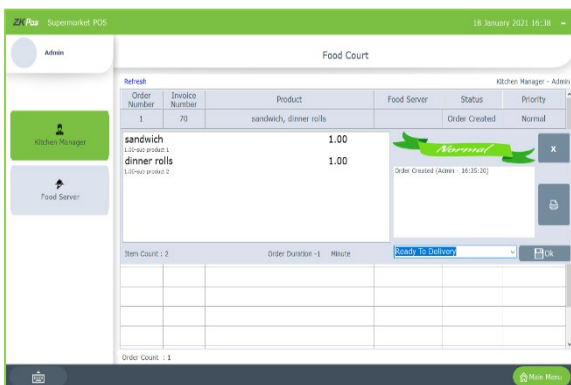 ZKPos Supermarket POS
18 January 2021 16:38
Admin
Food Court
Refresh
Kitchen Manager - Admin
Order Number Invoice Number Product Food Server Status Priority
1 70 sandwich, dinner rolls Order Created Normal
sandwich 1.00
1.00-sub product 1
dinner rolls 1.00
1.00-sub product 2
Normal
X
Order Created (Admin - 16:35:20)
Kitchen Manager
Food Server
Item Count : 2 Order Duration -1 Minute
Ready To Delivery
Ok
Order Count : 1
Main Menu